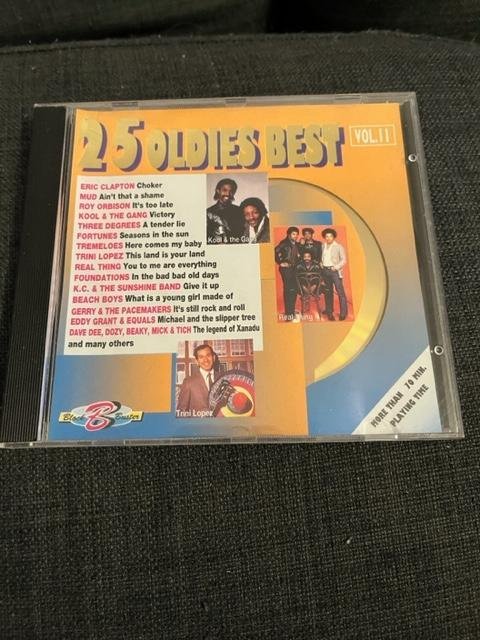 25 OLDIES BEST
VOL.11
ERIC CLAPTON Choker
MUD Ain't that a shame
ROY ORBISON It's too late
KOOL & THE GANG Victory
THREE DEGREES A tender lie
FORTUNES Seasons in the sun
TREMELOES Here comes my baby
TRINI LOPEZ This land is your land
REAL THING You to me are everything
FOUNDATIONS In the bad bad old days
K.C. & THE SUNSHINE BAND Give it up
BEACH BOYS What is a young girl made of
GERRY & THE PACEMAKERS It's still rock and roll
EDDY GRANT & EQUALS Michael and the slipper tree
DAVE DEE, DOZY, BEAKY, MICK & TICH The legend of Xanadu
and many others
Kool & the Gang
Real Thing
Trini Lopez
Block B Buster
MORE THAN 70 MIN.
PLAYING TIME